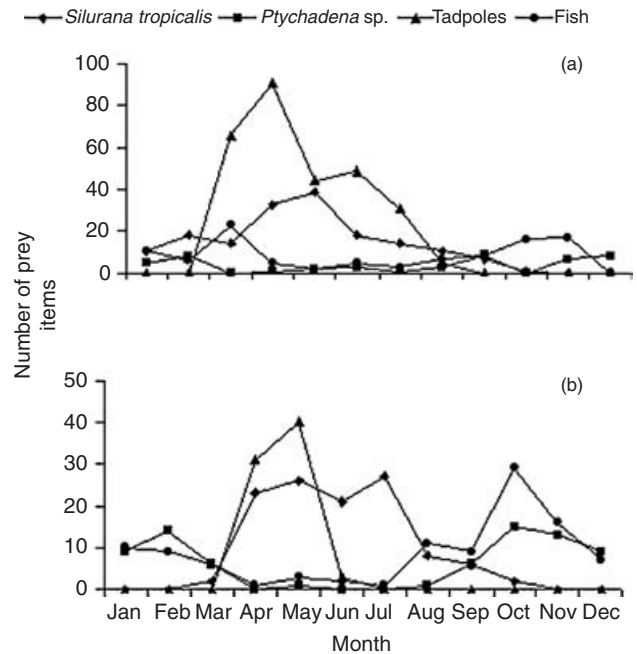 Silurana tropicalis Ptychadena sp. Tadpoles Fish
(a)
100
80
60
40
20
0
Number of prey
items
(b)
50
40
30
20
10
0
Jan Feb Mar Apr May Jun Jul Aug Sep Oct Nov Dec
Month